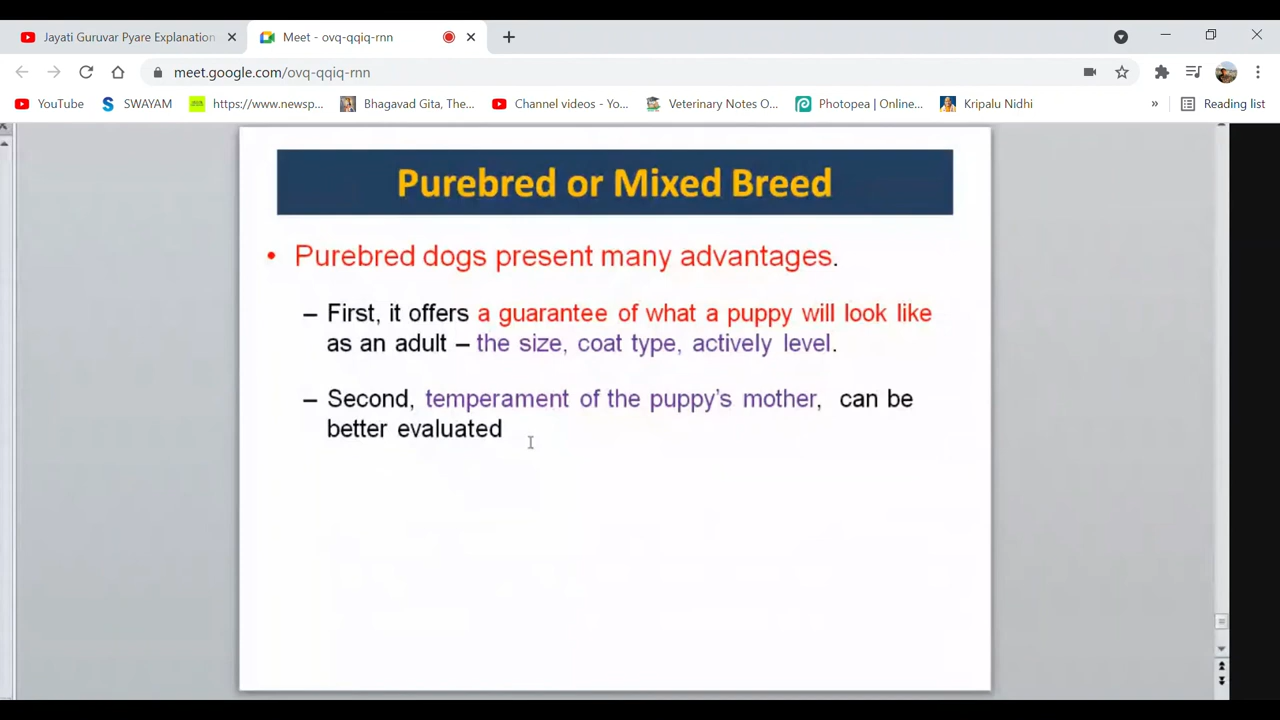 Jayati Guruvar Pyare Explanation
Meet - ovq-qqiq-rnn
meet.google.com/ovq-qqiq-rnn
YouTube
SWAYAM
https://www.newsp...
Bhagavad Gita, The...
Channel videos - Yo...
Veterinary Notes O...
Photopea | Online...
Kripalu Nidhi
»
Reading list
Purebred or Mixed Breed
• Purebred dogs present many advantages.
– First, it offers a guarantee of what a puppy will look like
as an adult – the size, coat type, actively level.
– Second, temperament of the puppy's mother, can be
better evaluated